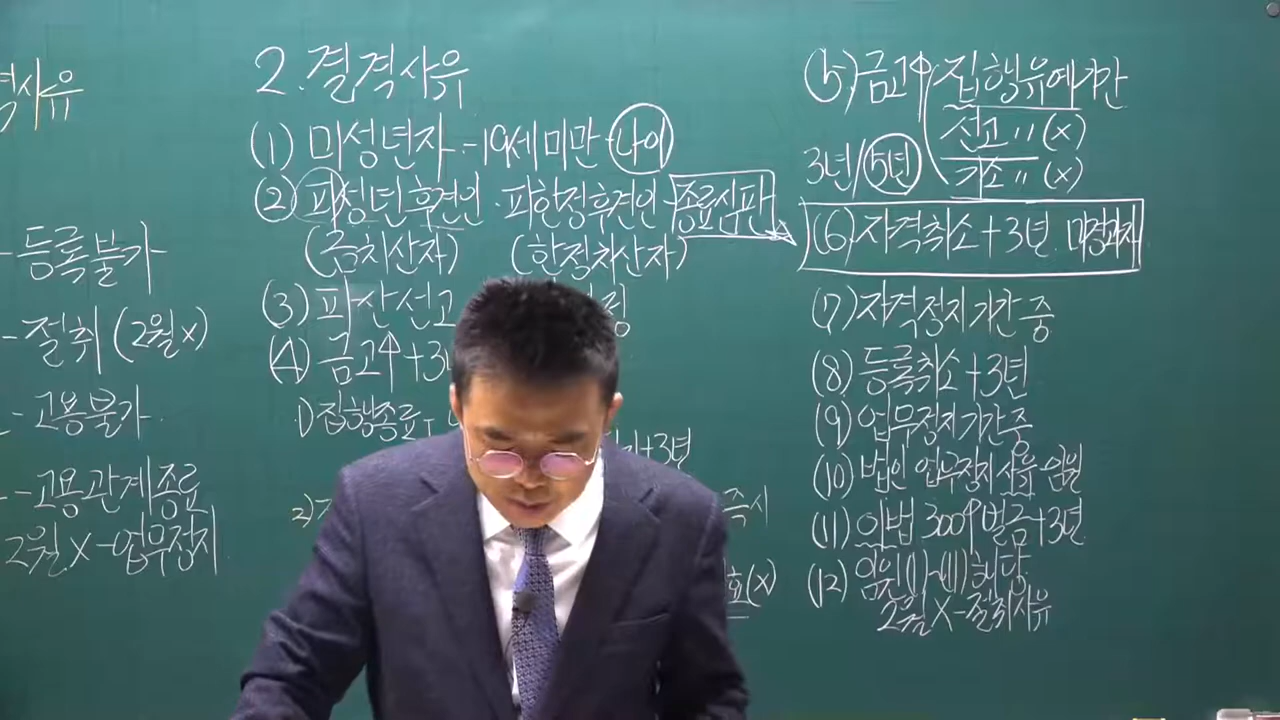 격사유
-등록불가
-절취(2월x)
-고용불가
--고용관계종료
2월X-업무정지
2.결격사유
(1) 미성년자.-19세미만-나이
(2) 피성년후견인·피한정후견인-종료심판
(금치산자) (한정치산자)
(3) 파산선고
(4) 금고↑+3
1)집행종료-
+3년
2)
즉시
(x)
(5) 금고↑:집행유예기간
선고〃(x)
3년/5년
기소〃(x)
(6) 자격취소+3년. 미경과자
(7) 자격정지기간 중
(8) 등록취소+3년
(9) 업무정지기간 중
(10) 법인 업무정지 사유 임원
(11) 이법 300↑벌금+3년
(12) 임원(1)~(11)해당
2월X-절취사유